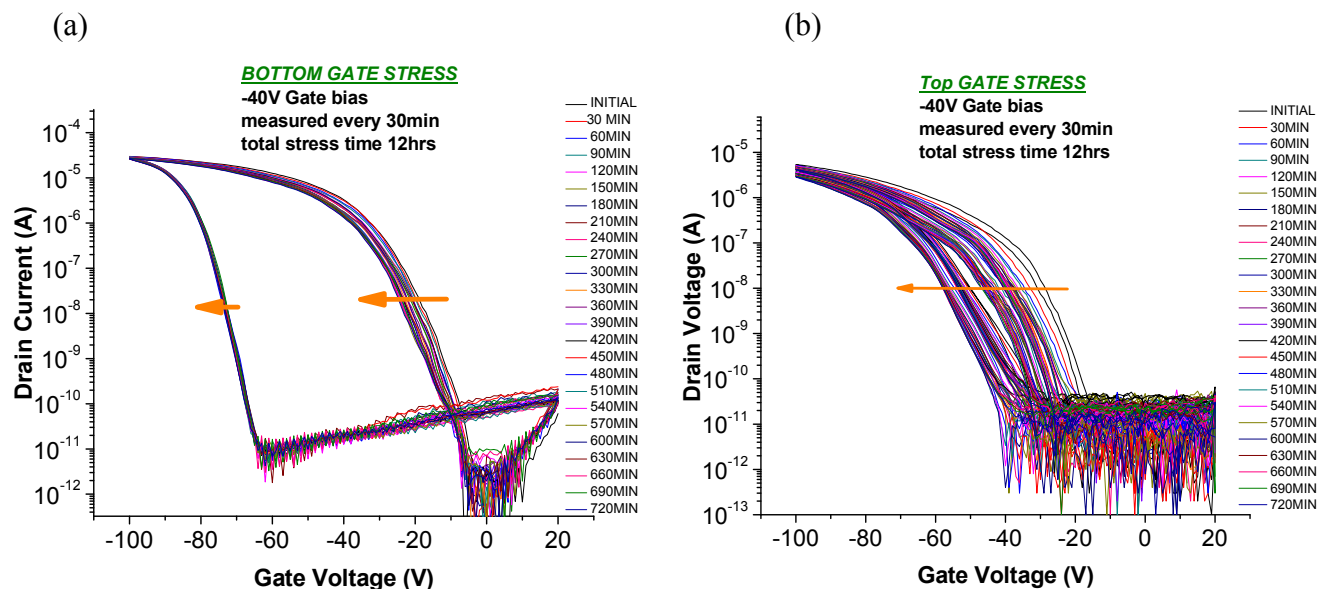 (a)
BOTTOM GATE STRESS
-40V Gate bias
measured every 30min
total stress time 12hrs
INITIAL
30 MIN
60MIN
90MIN
120MIN
150MIN
180MIN
210MIN
240MIN
270MIN
300MIN
330MIN
360MIN
390MIN
420MIN
450MIN
480MIN
510MIN
540MIN
570MIN
600MIN
630MIN
660MIN
690MIN
720MIN
Drain Current (A)
10⁻⁴
10⁻⁵
10⁻⁶
10⁻⁷
10⁻⁸
10⁻⁹
10⁻¹⁰
10⁻¹¹
10⁻¹²
-100 -80 -60 -40 -20 0 20
Gate Voltage (V)
(b)
Top GATE STRESS
-40V Gate bias
measured every 30min
total stress time 12hrs
INITIAL
30MIN
60MIN
90MIN
120MIN
150MIN
180MIN
210MIN
240MIN
270MIN
300MIN
330MIN
360MIN
390MIN
420MIN
450MIN
480MIN
510MIN
540MIN
570MIN
600MIN
630MIN
660MIN
690MIN
720MIN
Drain Voltage (A)
10⁻⁵
10⁻⁶
10⁻⁷
10⁻⁸
10⁻⁹
10⁻¹⁰
10⁻¹¹
10⁻¹²
10⁻¹³
-100 -80 -60 -40 -20 0 20
Gate Voltage (V)